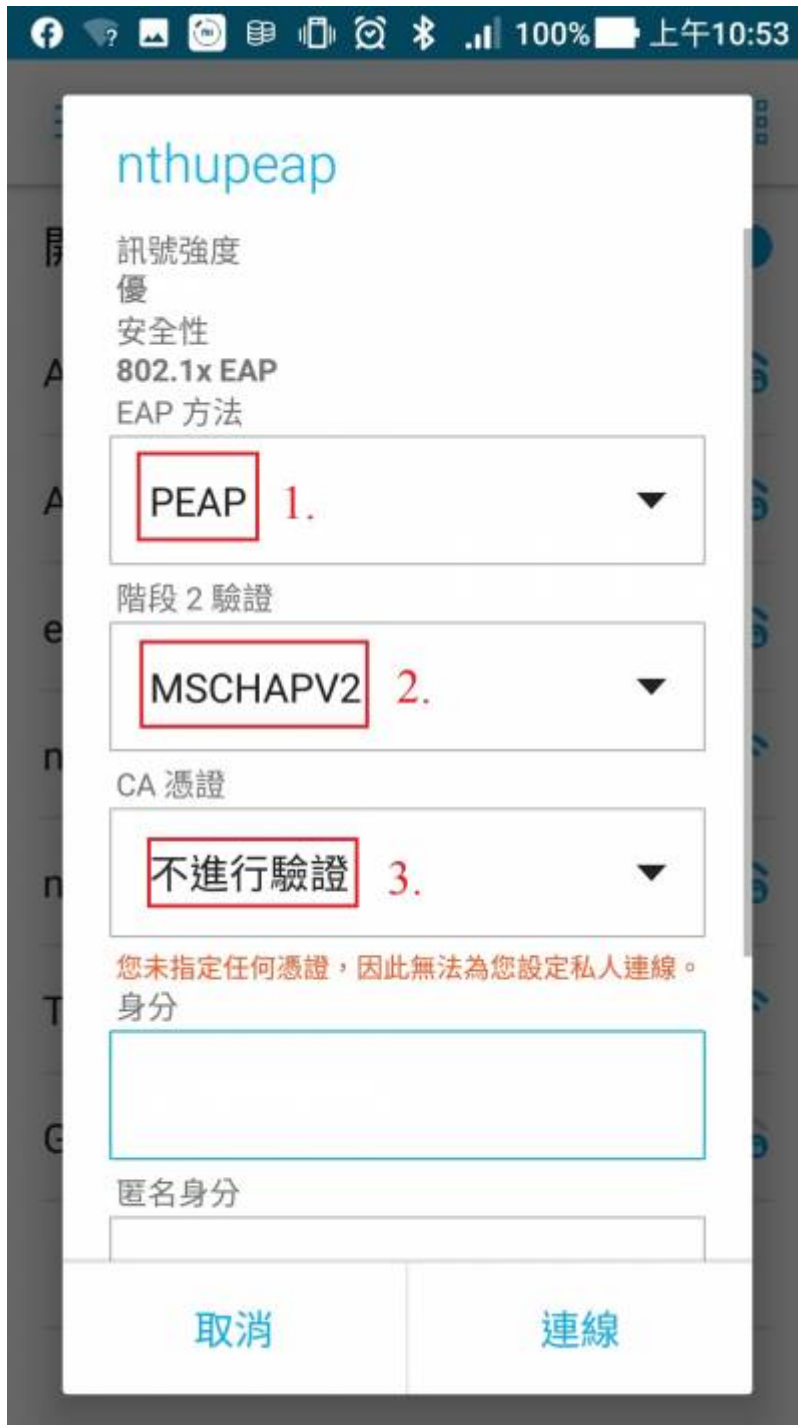 100% 上午10:53
nthupeap
訊號強度
優
安全性
802.1x EAP
EAP 方法
PEAP 1.
階段 2 驗證
MSCHAPV2 2.
CA 憑證
不進行驗證 3.
您未指定任何憑證，因此無法為您設定私人連線。
身分
匿名身分
取消 連線